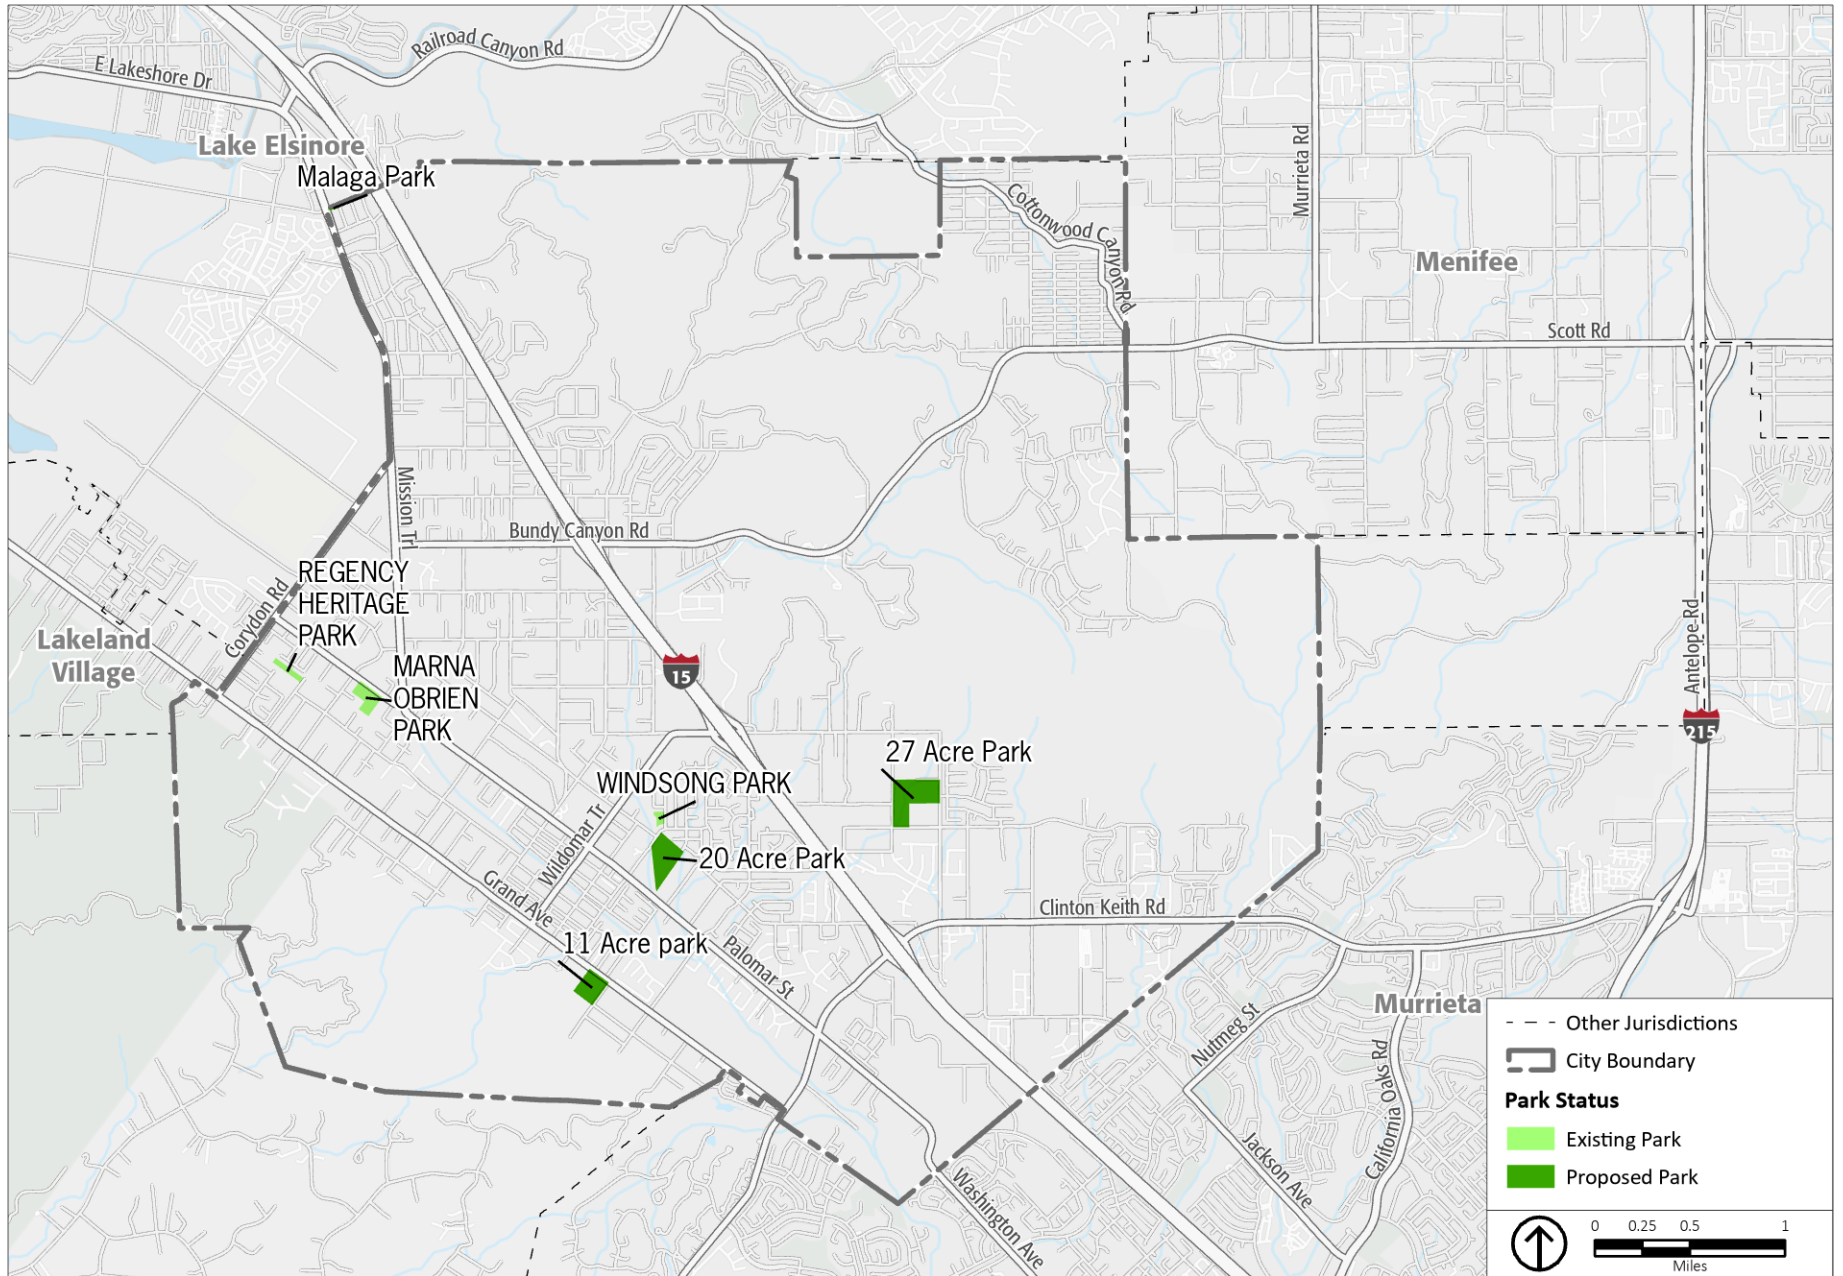 Railroad Canyon Rd
E Lakeshore Dr
Lake Elsinore
Malaga Park
Murrieta Rd
Cottonwood Canyon Rd
Menifee
Scott Rd
Mission Trl
Bundy Canyon Rd
REGENCY
HERITAGE
PARK
Corydon Rd
Lakeland
Village
MARNA
OBRIEN
PARK
15
Antelope Rd
215
27 Acre Park
WINDSONG PARK
Wildomar Tr
20 Acre Park
Grand Ave
Clinton Keith Rd
11 Acre park
Palomar St
Murrieta
Nutmeg St
California Oaks Rd
Jackson Ave
Washington Ave
Other Jurisdictions
City Boundary
Park Status
Existing Park
Proposed Park
0 0.25 0.5 1
Miles